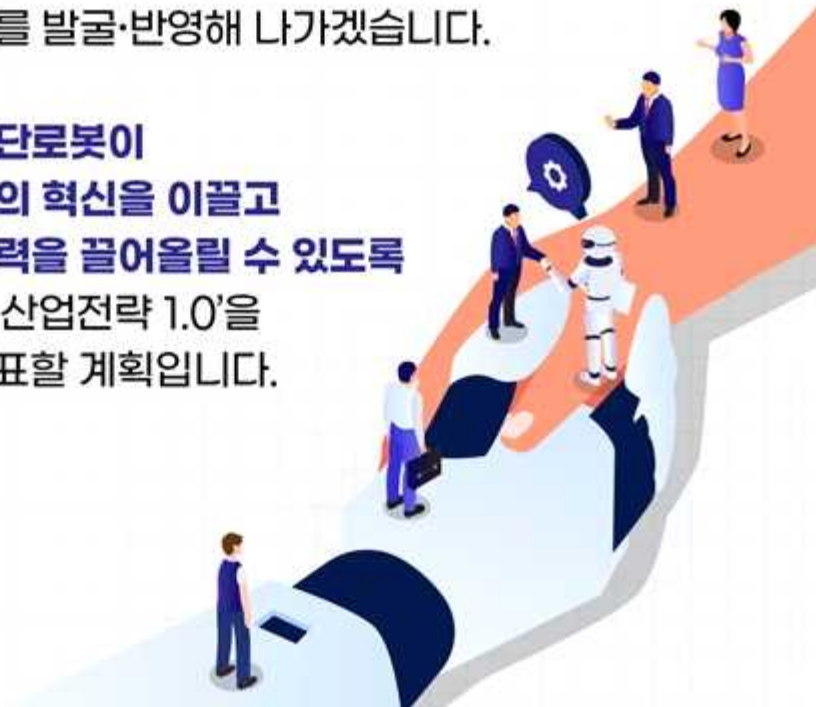 를 발굴·반영해 나가겠습니다.
단로봇이
의 혁신을 이끌고
력을 끌어올릴 수 있도록
산업전략 1.0’을
표할 계획입니다.